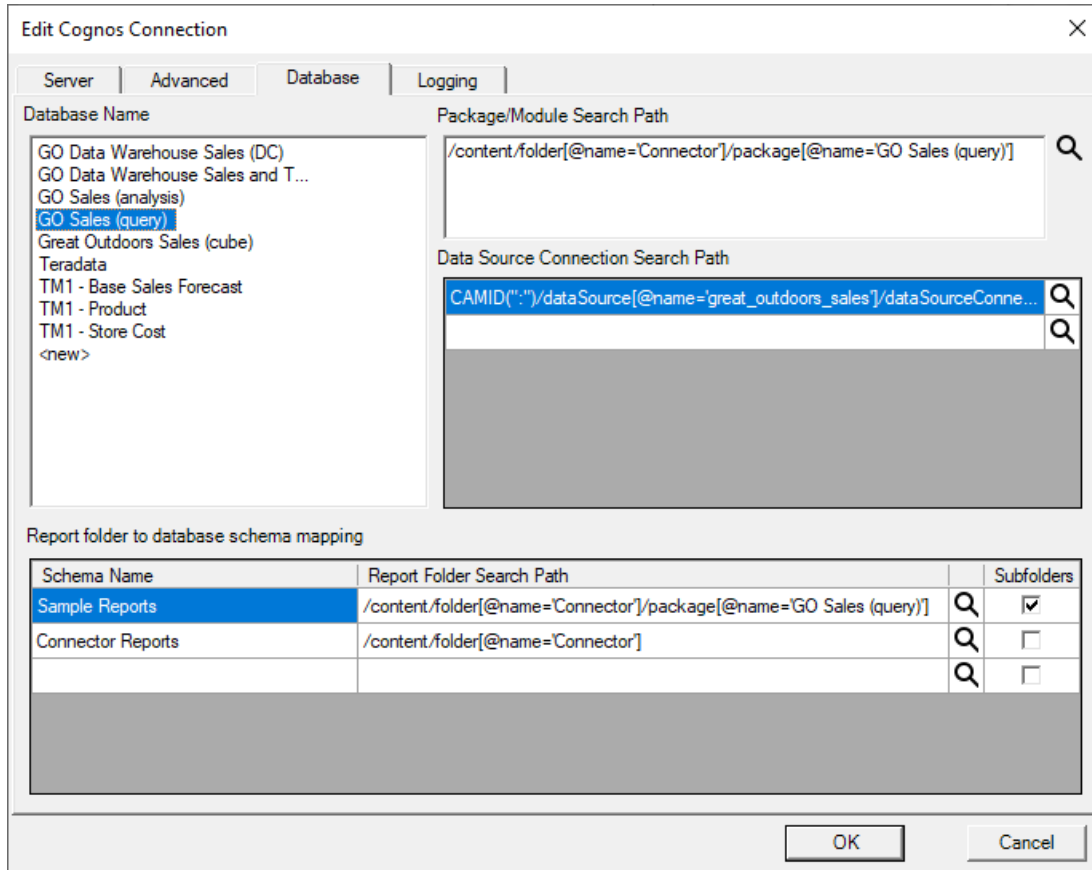 Edit Cognos Connection
Server Advanced Database Logging
Database Name
GO Data Warehouse Sales (DC)
GO Data Warehouse Sales and T...
GO Sales (analysis)
GO Sales (query)
Great Outdoors Sales (cube)
Teradata
TM1 - Base Sales Forecast
TM1 - Product
TM1 - Store Cost
<new>
Package/Module Search Path
/content/folder[@name='Connector']/package[@name='GO Sales (query)']
Data Source Connection Search Path
CAMID(":")/dataSource[@name='great_outdoors_sales']/dataSourceConne...
Report folder to database schema mapping
Schema Name Report Folder Search Path Subfolders
Sample Reports /content/folder[@name='Connector']/package[@name='GO Sales (query)']
Connector Reports /content/folder[@name='Connector']
OK Cancel